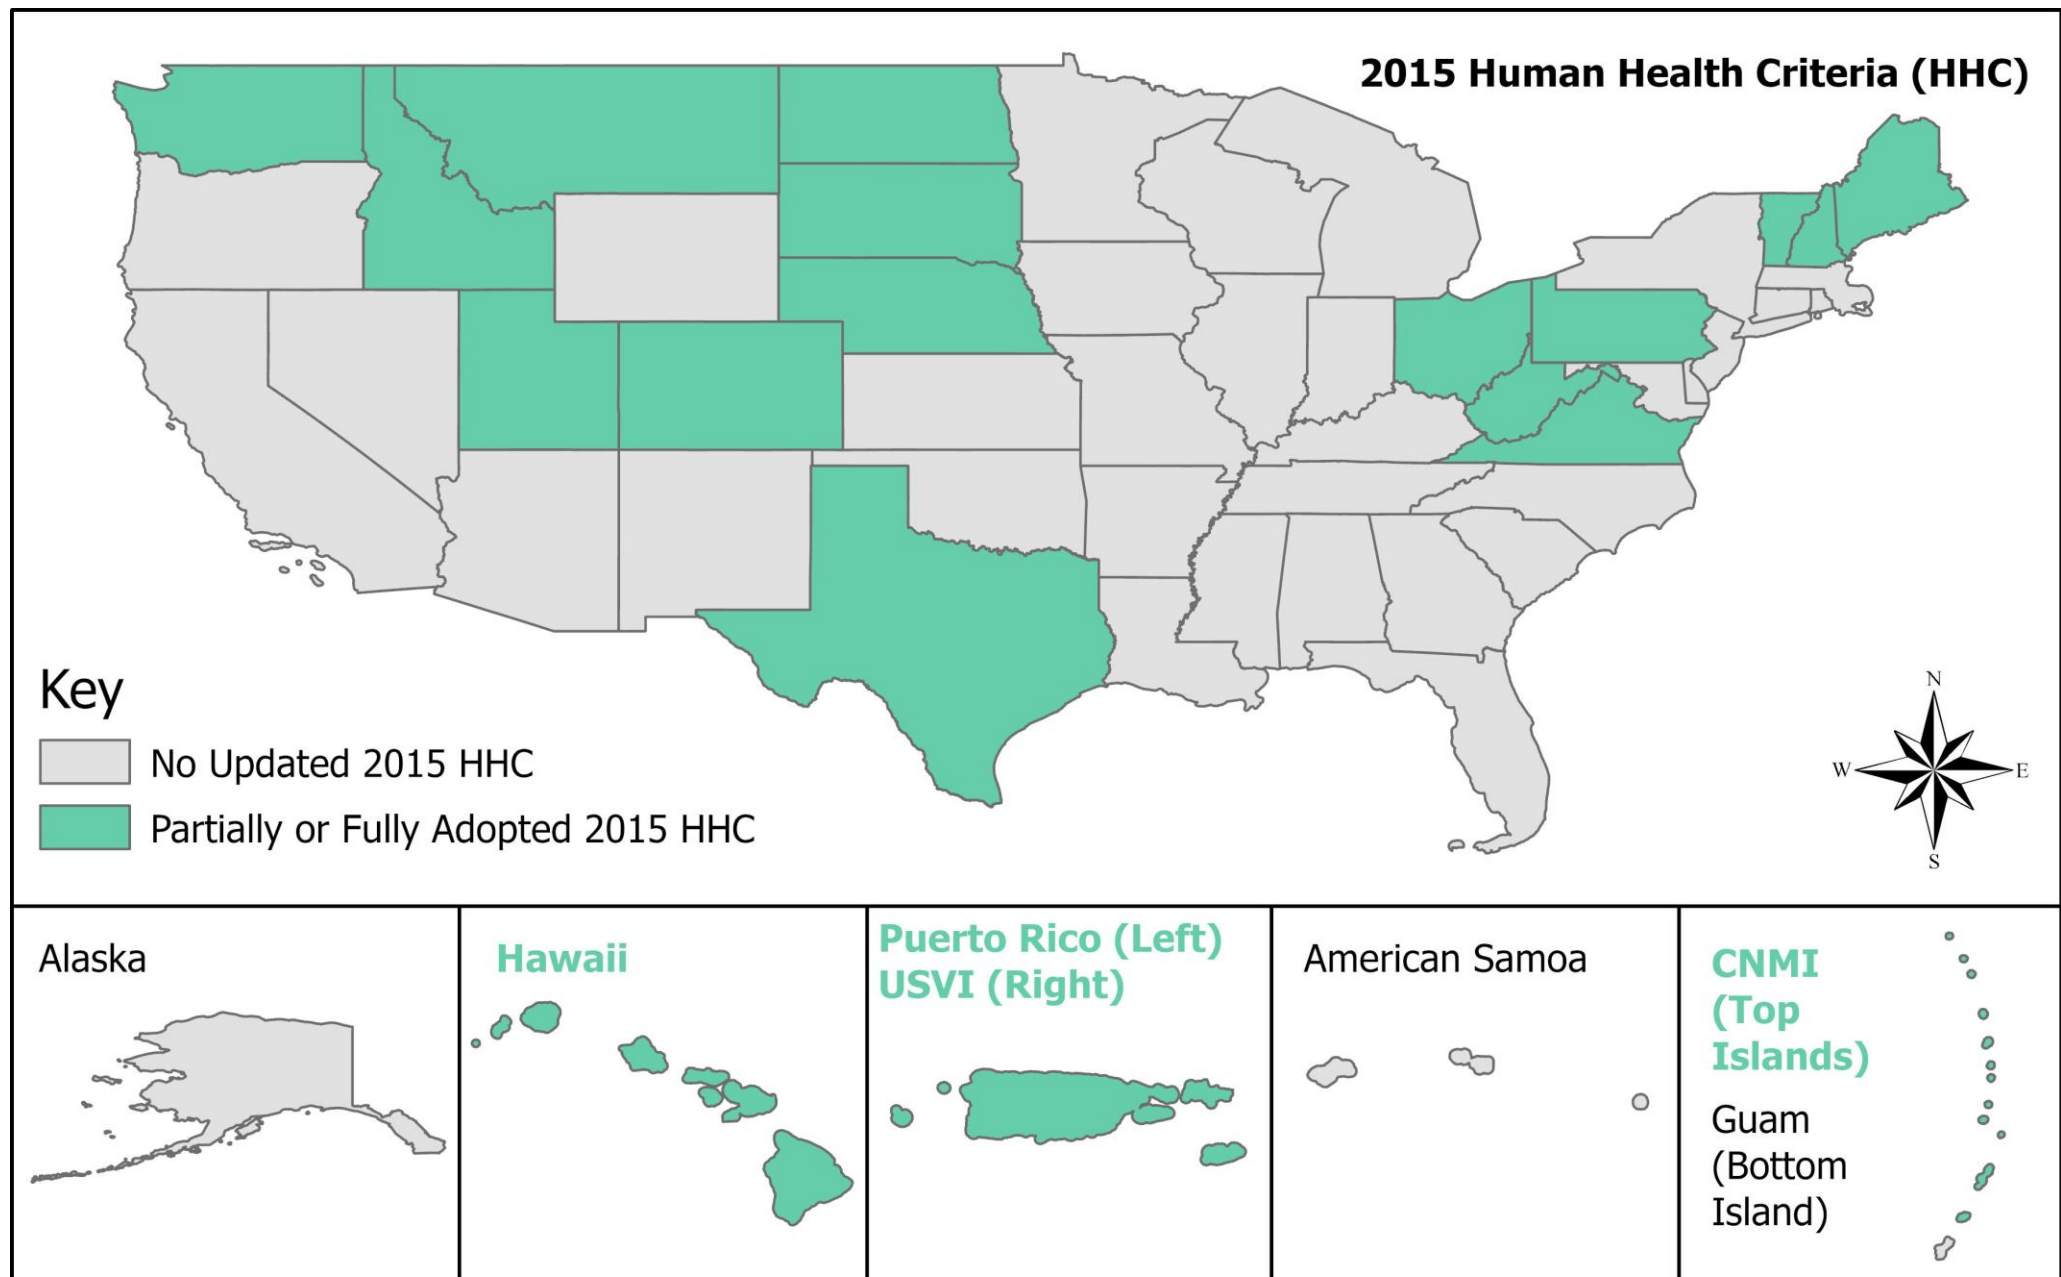 2015 Human Health Criteria (HHC)
Key
No Updated 2015 HHC
Partially or Fully Adopted 2015 HHC
N
W
E
S
Alaska
Hawaii
Puerto Rico (Left)
USVI (Right)
American Samoa
CNMI
(Top
Islands)
Guam
(Bottom
Island)